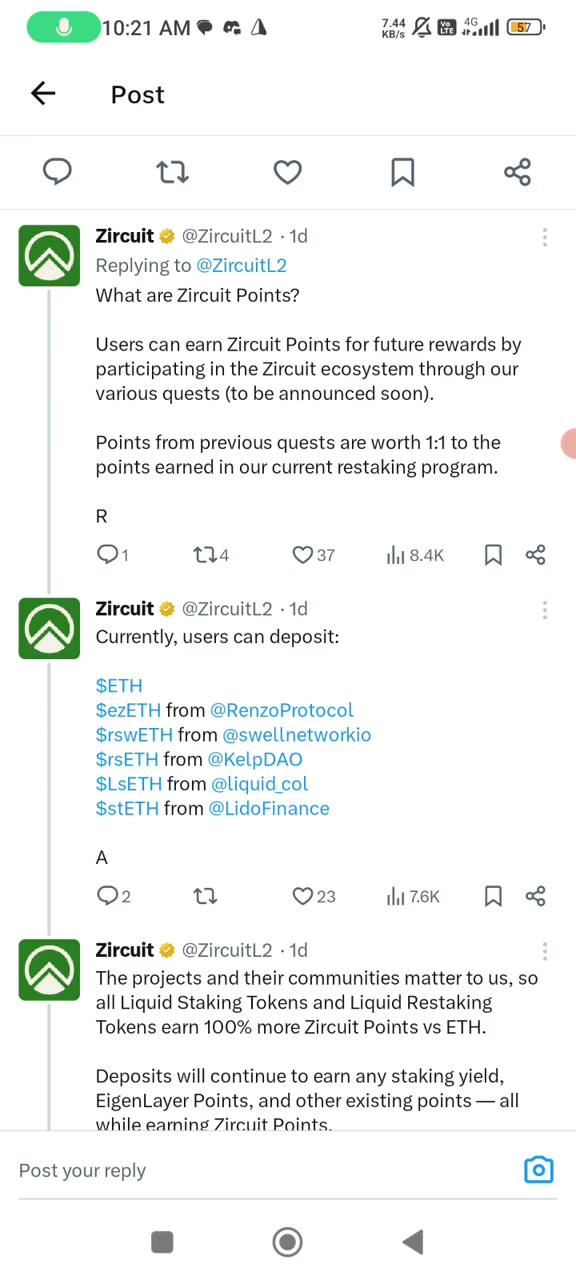 10:21 AM
7.44 KB/s
Vo LTE
4G
57
Post
Zircuit @ZircuitL2 · 1d
Replying to @ZircuitL2
What are Zircuit Points?
Users can earn Zircuit Points for future rewards by
participating in the Zircuit ecosystem through our
various quests (to be announced soon).
Points from previous quests are worth 1:1 to the
points earned in our current restaking program.
R
1 4 37 8.4K
Zircuit @ZircuitL2 · 1d
Currently, users can deposit:
$ETH
$ezETH from @RenzoProtocol
$rswETH from @swellnetworkio
$rsETH from @KelpDAO
$LsETH from @liquid_col
$stETH from @LidoFinance
A
2 23 7.6K
Zircuit @ZircuitL2 · 1d
The projects and their communities matter to us, so
all Liquid Staking Tokens and Liquid Restaking
Tokens earn 100% more Zircuit Points vs ETH.
Deposits will continue to earn any staking yield,
EigenLayer Points, and other existing points — all
while earning Zircuit Points.
Post your reply